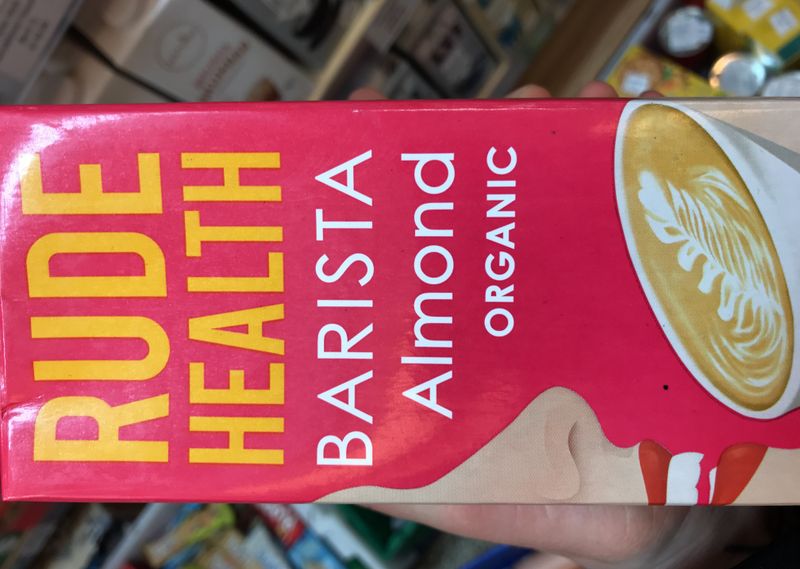 RUDE
HEALTH
BARISTA
Almond
ORGANIC